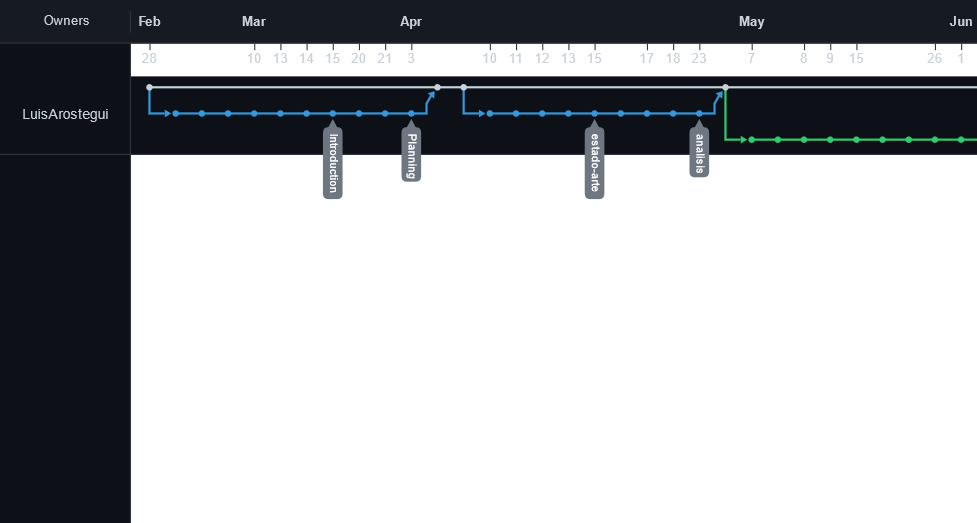 Owners Feb Mar Apr May Jun
28 10 13 14 15 20 21 3 10 11 12 13 15 17 18 23 7 8 9 15 26 1
LuisArostegui
Introduction
Planning
estado-arte
analisis